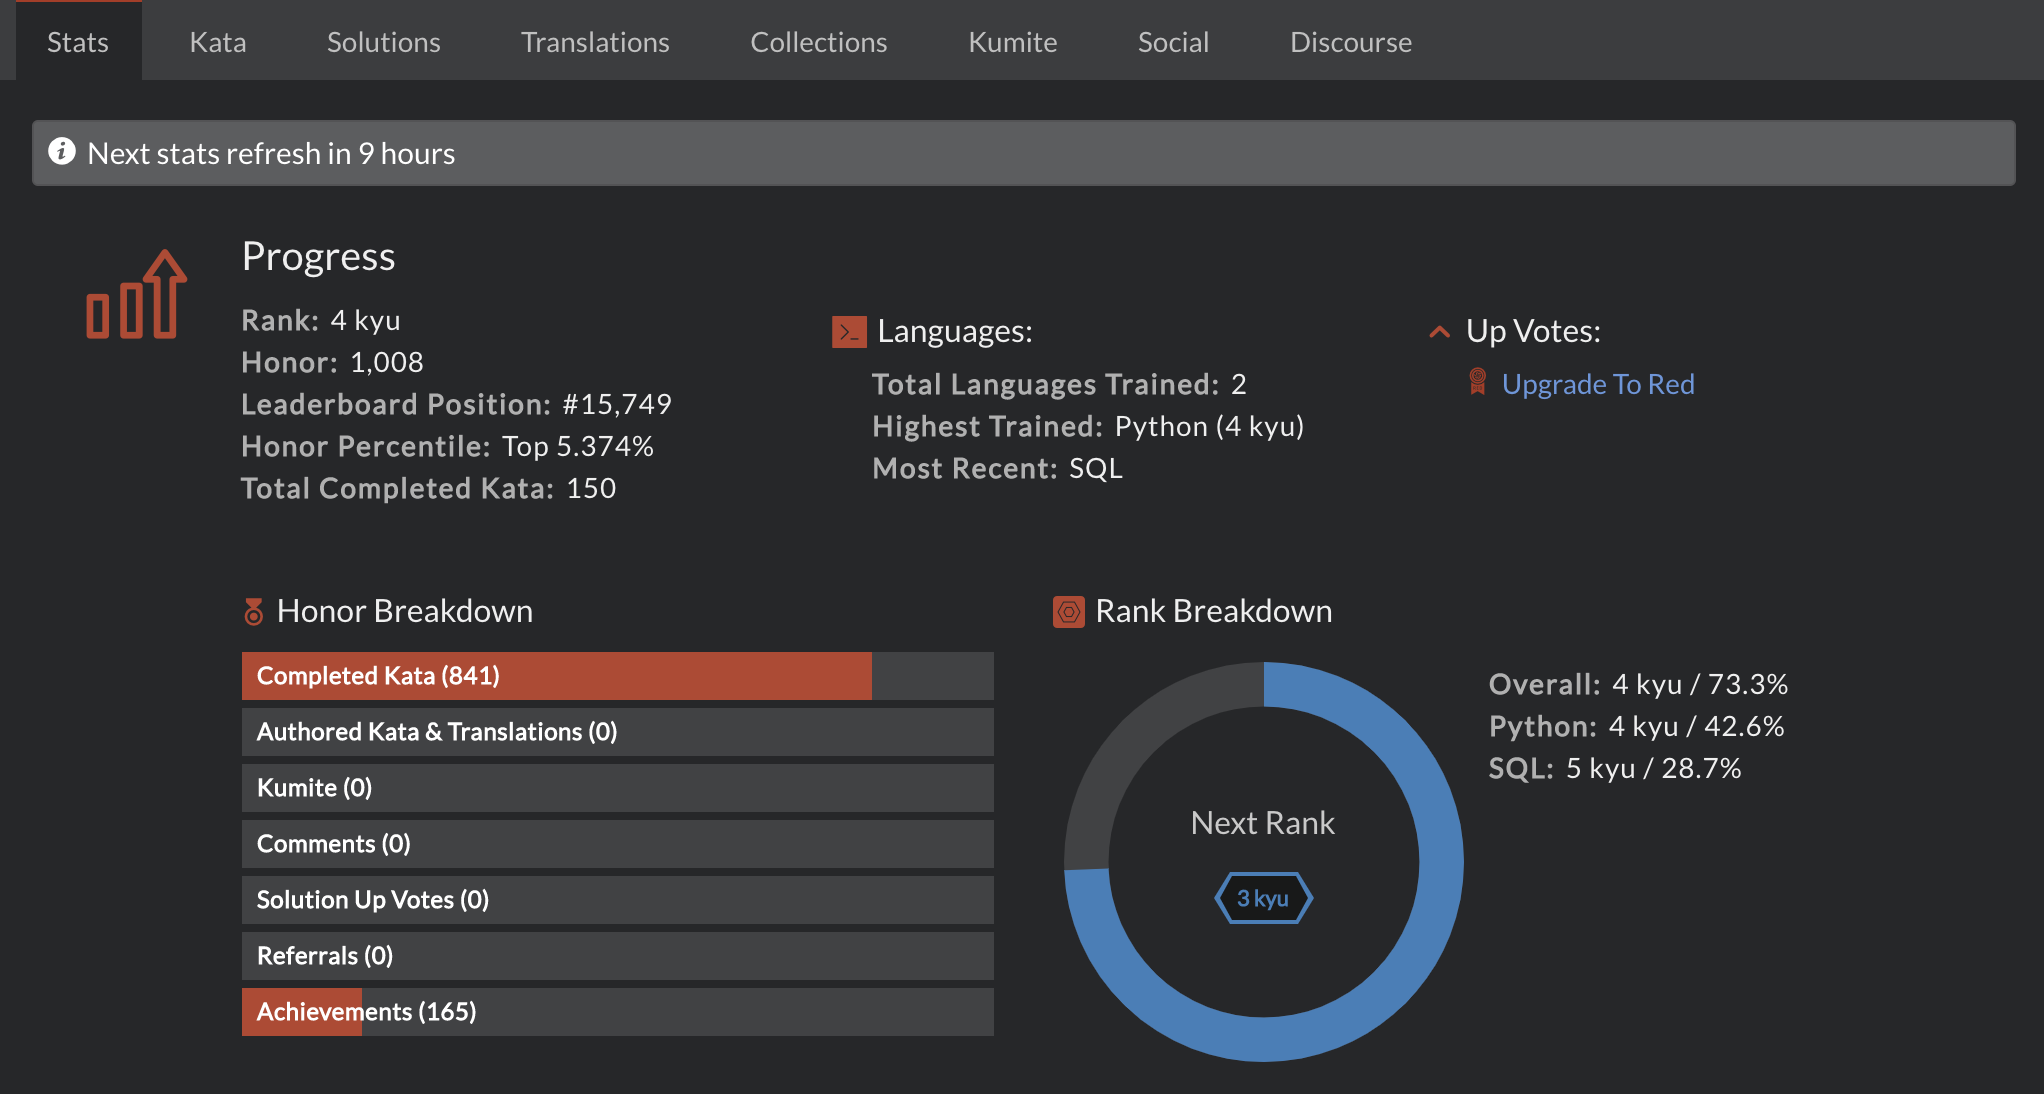 Stats Kata Solutions Translations Collections Kumite Social Discourse
Next stats refresh in 9 hours
Progress
Rank: 4 kyu
Honor: 1,008
Leaderboard Position: #15,749
Honor Percentile: Top 5.374%
Total Completed Kata: 150
Languages:
Total Languages Trained: 2
Highest Trained: Python (4 kyu)
Most Recent: SQL
Up Votes:
Upgrade To Red
Honor Breakdown
Completed Kata (841)
Authored Kata & Translations (0)
Kumite (0)
Comments (0)
Solution Up Votes (0)
Referrals (0)
Achievements (165)
Rank Breakdown
Next Rank
3 kyu
Overall: 4 kyu / 73.3%
Python: 4 kyu / 42.6%
SQL: 5 kyu / 28.7%